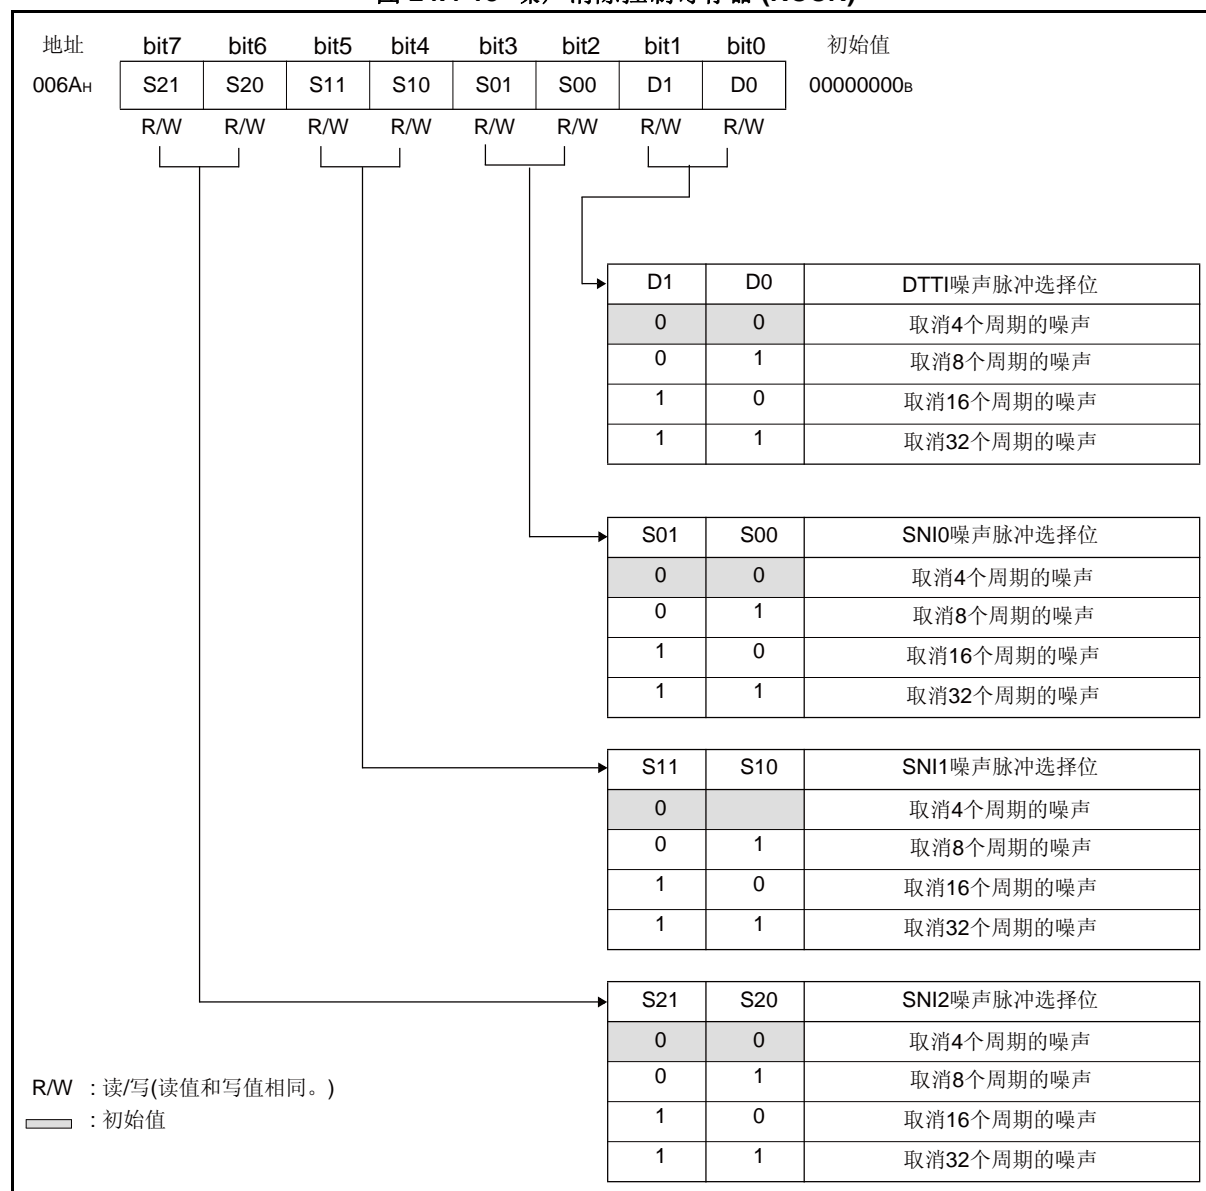 地址 bit7 bit6 bit5 bit4 bit3 bit2 bit1 bit0 初始值
006AH S21 S20 S11 S10 S01 S00 D1 D0 00000000B
R/W R/W R/W R/W R/W R/W R/W R/W
D1 D0 DTTI噪声脉冲选择位
0 0 取消4个周期的噪声
0 1 取消8个周期的噪声
1 0 取消16个周期的噪声
1 1 取消32个周期的噪声
S01 S00 SNI0噪声脉冲选择位
0 0 取消4个周期的噪声
0 1 取消8个周期的噪声
1 0 取消16个周期的噪声
1 1 取消32个周期的噪声
S11 S10 SNI1噪声脉冲选择位
0 取消4个周期的噪声
0 1 取消8个周期的噪声
1 0 取消16个周期的噪声
1 1 取消32个周期的噪声
S21 S20 SNI2噪声脉冲选择位
0 0 取消4个周期的噪声
0 1 取消8个周期的噪声
1 0 取消16个周期的噪声
1 1 取消32个周期的噪声
R/W : 读/写(读值和写值相同。)
: 初始值